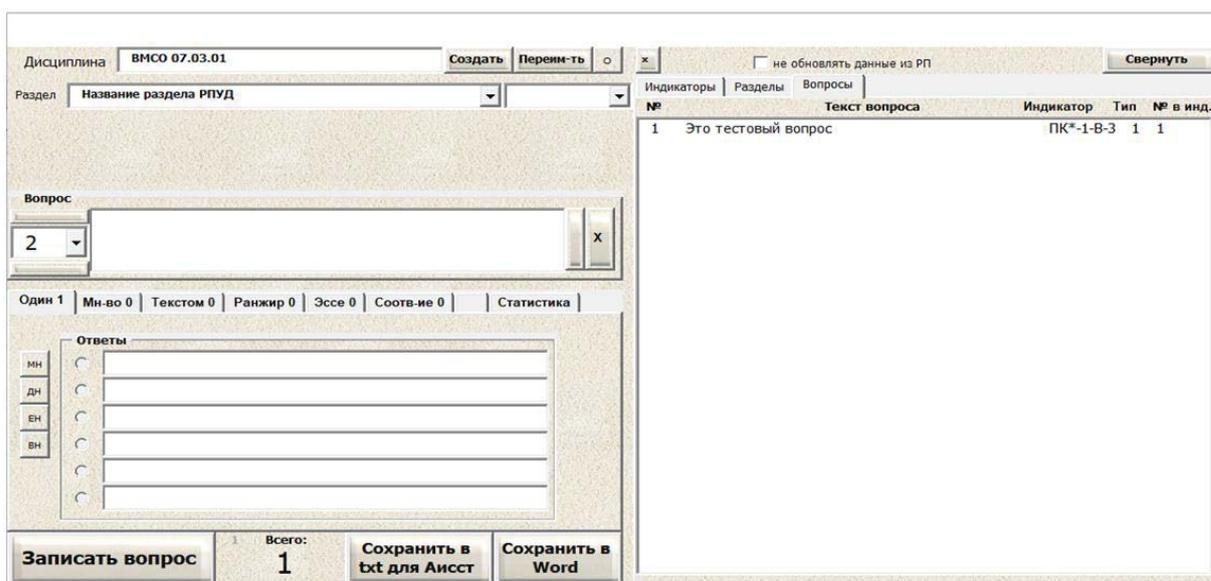 Дисциплина ВМСО 07.03.01 Создать Переим-ть о
Раздел Название раздела РПУД
Вопрос
2
X
Один 1 Мн-во 0 Текстом 0 Ранжир 0 Эссе 0 Соотв-ие 0 Статистика
Ответы
МН
ДН
ЕН
ВН
Записать вопрос
1 Всего:
1
Сохранить в
txt для Аисст
Сохранить в
Word
x не обновлять данные из РП Свернуть
Индикаторы Разделы Вопросы
№ Текст вопроса Индикатор Тип № в инд.
1 Это тестовый вопрос ПК*-1-В-3 1 1